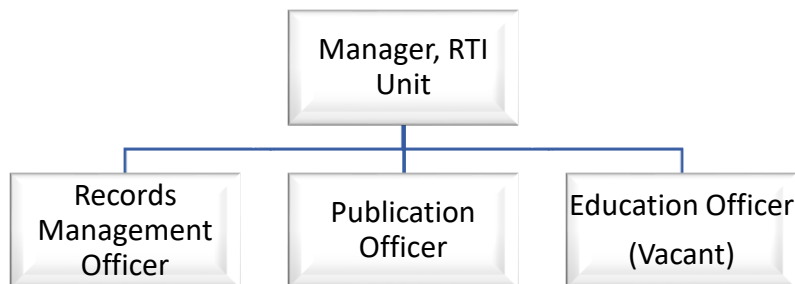 Manager, RTI
Unit
Records
Management
Officer
Publication
Officer
Education Officer
(Vacant)